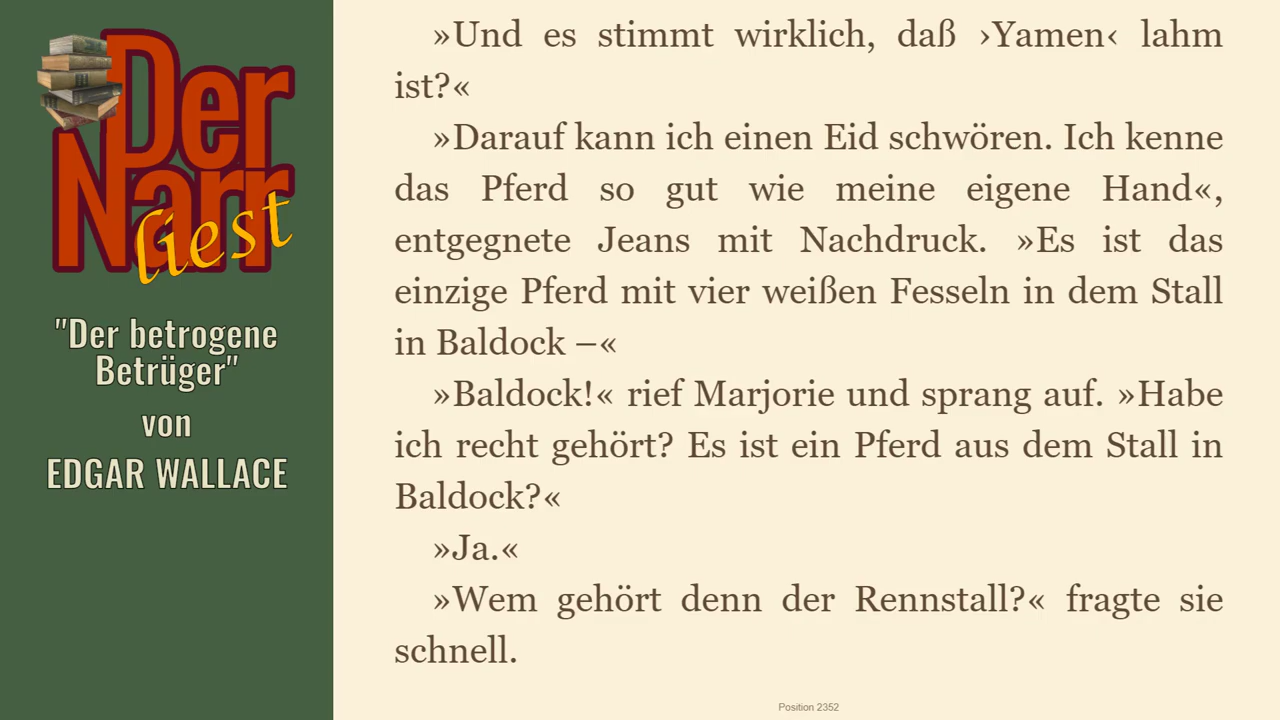 Der
Narr
liest
"Der betrogene
Betrüger"
von
EDGAR WALLACE
»Und es stimmt wirklich, daß ›Yamen‹ lahm
ist?«
»Darauf kann ich einen Eid schwören. Ich kenne
das Pferd so gut wie meine eigene Hand«,
entgegnete Jeans mit Nachdruck. »Es ist das
einzige Pferd mit vier weißen Fesseln in dem Stall
in Baldock –«
»Baldock!« rief Marjorie und sprang auf. »Habe
ich recht gehört? Es ist ein Pferd aus dem Stall in
Baldock?«
»Ja.«
»Wem gehört denn der Rennstall?« fragte sie
schnell.
Position 2352